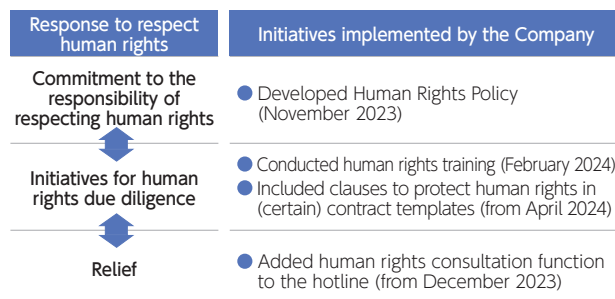 Response to respect
human rights
Initiatives implemented by the Company
Commitment to the
responsibility of
respecting human rights
● Developed Human Rights Policy
(November 2023)
Initiatives for human
rights due diligence
● Conducted human rights training (February 2024)
● Included clauses to protect human rights in
(certain) contract templates (from April 2024)
Relief
● Added human rights consultation function
to the hotline (from December 2023)